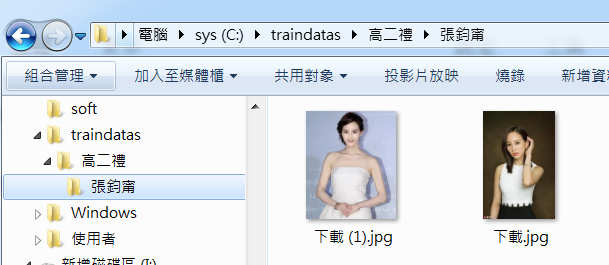 電腦 sys (C:) traindatas 高二禮 張鈞甯
組合管理 加入至媒體櫃 共用對象 投影片放映 燒錄 新增資
soft
traindatas
高二禮
張鈞甯
Windows
使用者
新增磁碟區 (I:)
下載 (1).jpg
下載.jpg